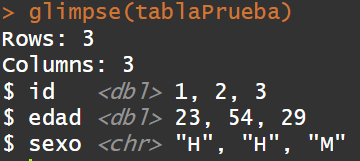 > glimpse(tablaPrueba)
Rows: 3
Columns: 3
$ id   <dbl> 1, 2, 3
$ edad <dbl> 23, 54, 29
$ sexo <chr> "H", "H", "M"